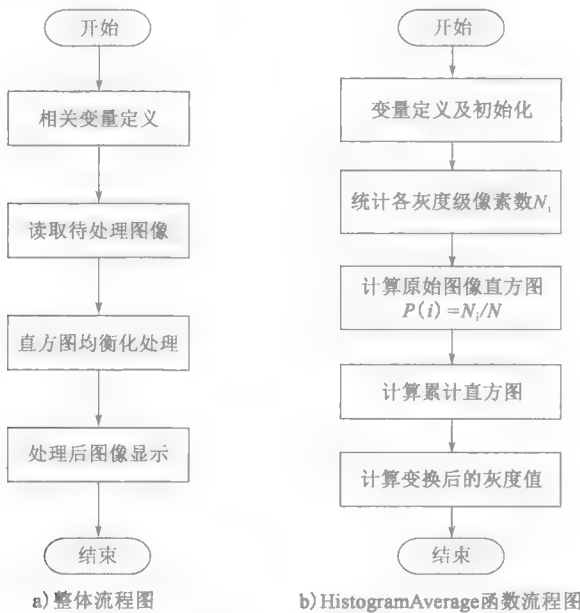 开始
相关变量定义
读取待处理图像
直方图均衡化处理
处理后图像显示
结束
a)整体流程图
开始
变量定义及初始化
统计各灰度级像素数Nᵢ
计算原始图像直方图
P(i)=Nᵢ/N
计算累计直方图
计算变换后的灰度值
结束
b)HistogramAverage函数流程图